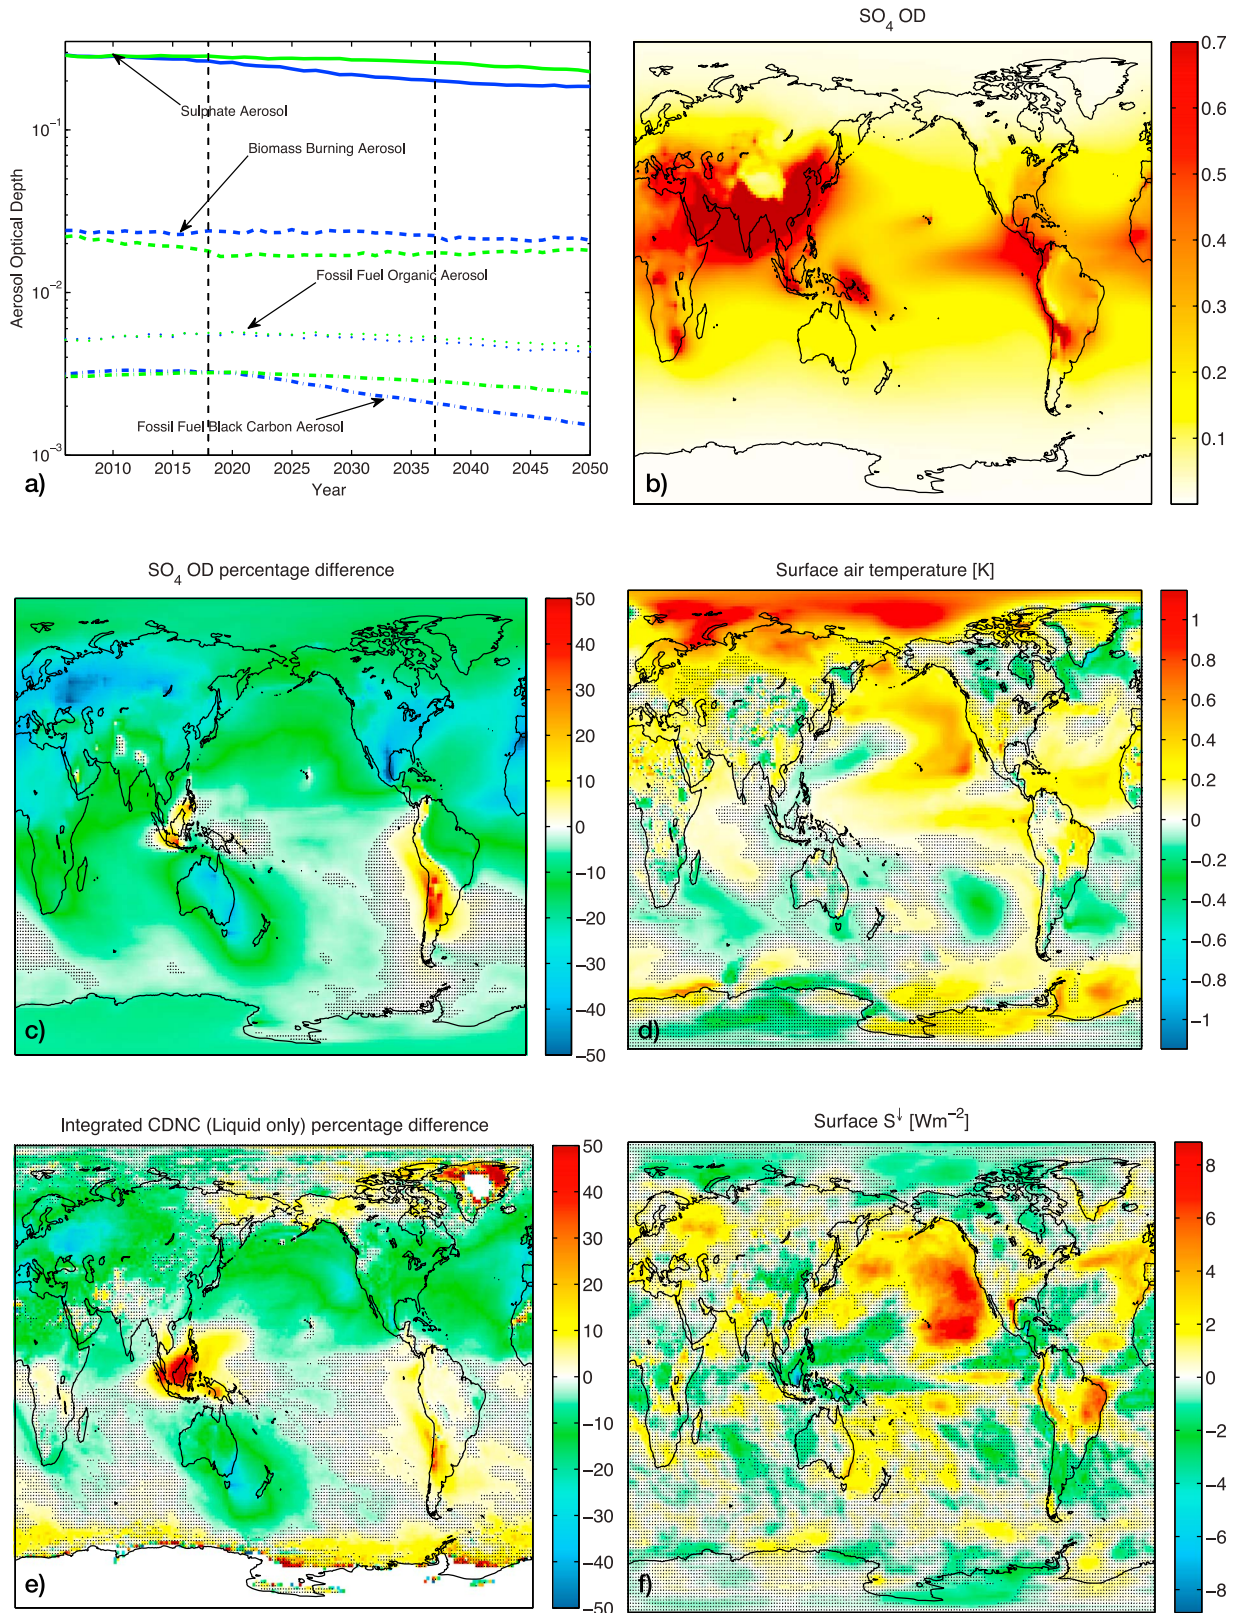 SO4 OD
10−1
10−2
10−3
Aerosol Optical Depth
Sulphate Aerosol
Biomass Burning Aerosol
Fossil Fuel Organic Aerosol
Fossil Fuel Black Carbon Aerosol
2010 2015 2020 2025 2030 2035 2040 2045 2050
Year
a)
0.7
0.6
0.5
0.4
0.3
0.2
0.1
b)
SO4 OD percentage difference
50
40
30
20
10
0
−10
−20
−30
−40
−50
c)
Surface air temperature [K]
1
0.8
0.6
0.4
0.2
0
−0.2
−0.4
−0.6
−0.8
−1
d)
Integrated CDNC (Liquid only) percentage difference
50
40
30
20
10
0
−10
−20
−30
−40
−50
e)
Surface S↓ [Wm−2]
8
6
4
2
0
−2
−4
−6
−8
f)